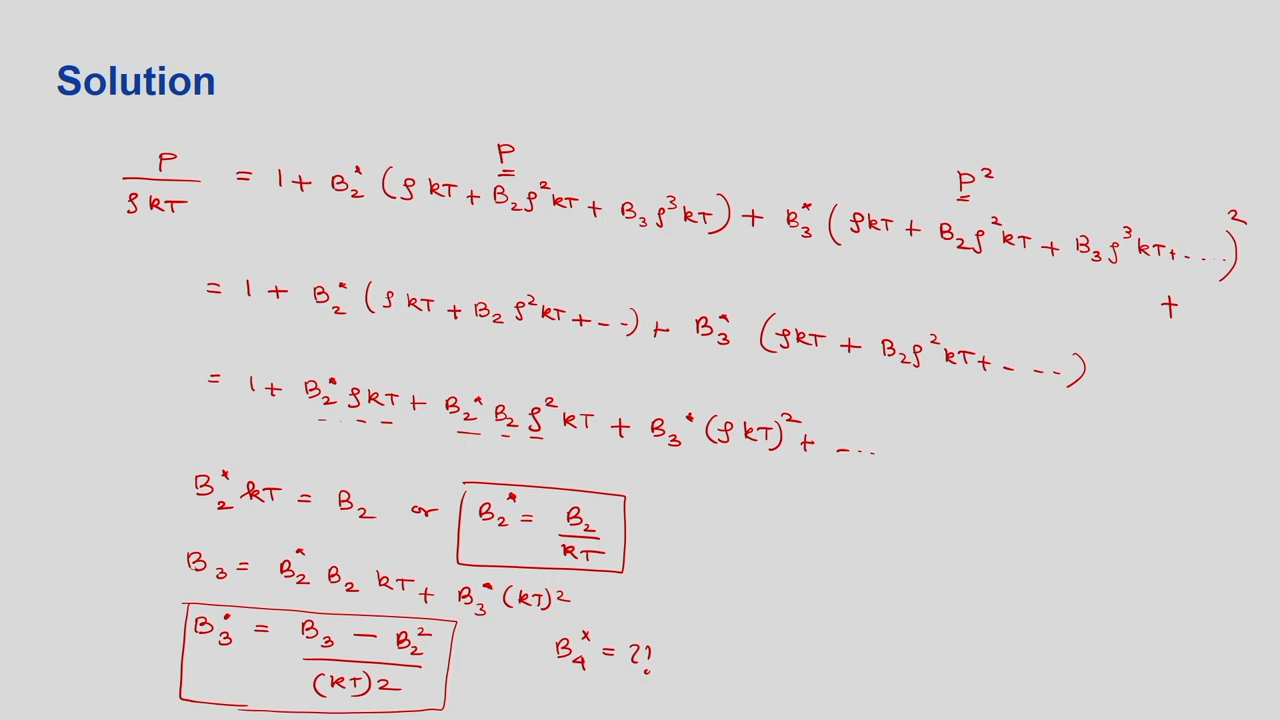 Solution
P P²
P/ρkT = 1 + B₂* (ρkT + B₂ρ²kT + B₃ρ³kT) + B₃* (ρkT + B₂ρ²kT + B₃ρ³kT + ....)²
+
= 1 + B₂* (ρkT + B₂ρ²kT + ---) + B₃* (ρkT + B₂ρ²kT + - ---)
= 1 + B₂* ρkT + B₂* B₂ ρ²kT + B₃* (ρkT)² + ....
B₂* kT = B₂ or B₂* = B₂/kT
B₃ = B₂* B₂ kT + B₃* (kT)2
B₃* = B₃ - B₂²/(kT)2
B₄* = ?!